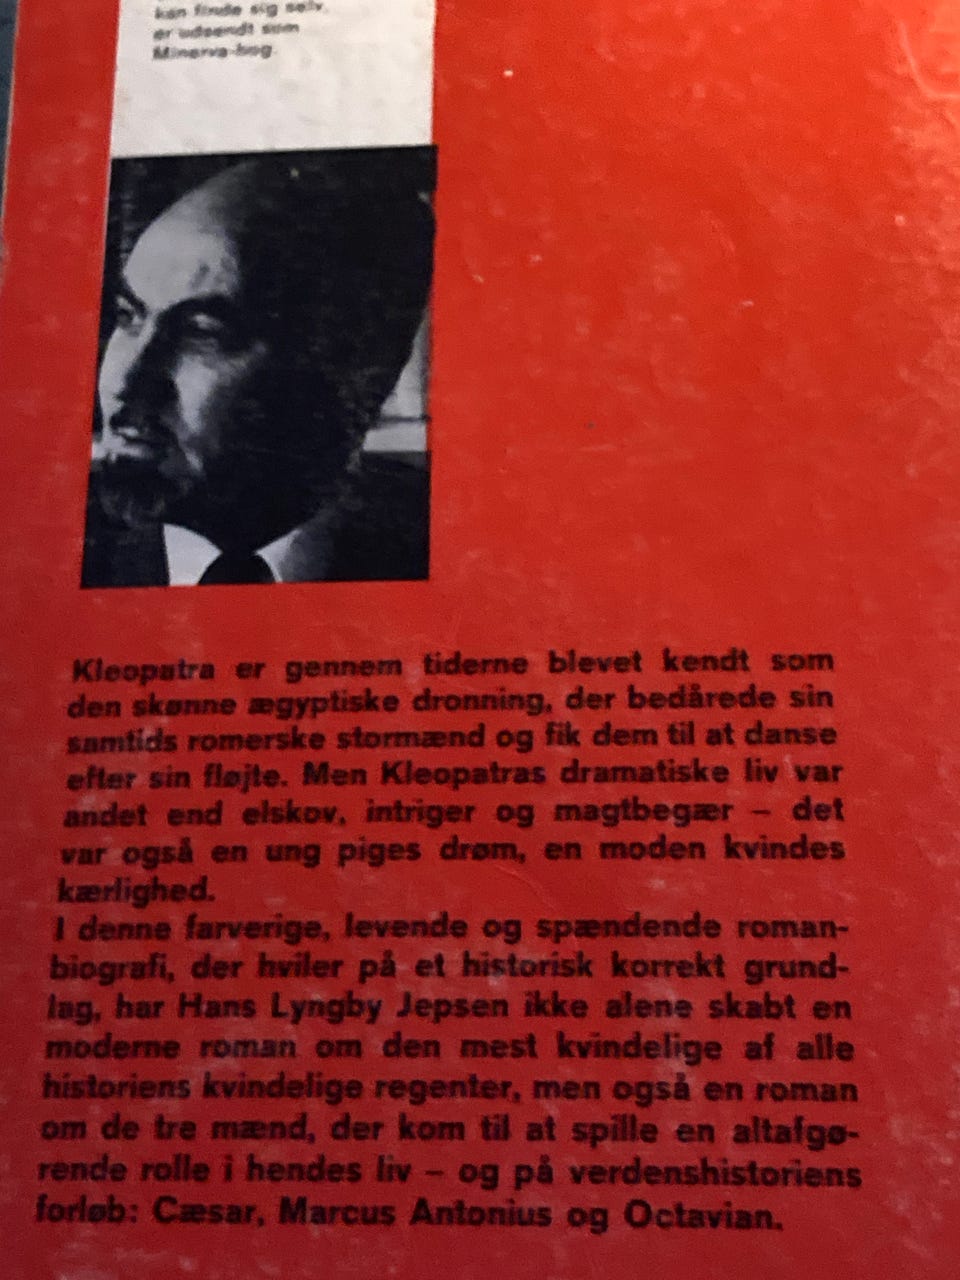 kan finde sig selv,
er udsendt som
Minerva-bog.
Kleopatra er gennem tiderne blevet kendt som
den skønne ægyptiske dronning, der bedårede sin
samtids romerske stormænd og fik dem til at danse
efter sin fløjte. Men Kleopatras dramatiske liv var
andet end elskov, intriger og magtbegær – det
var også en ung piges drøm, en moden kvindes
kærlighed.
I denne farverige, levende og spændende roman-
biografi, der hviler på et historisk korrekt grund-
lag, har Hans Lyngby Jepsen ikke alene skabt en
moderne roman om den mest kvindelige af alle
historiens kvindelige regenter, men også en roman
om de tre mænd, der kom til at spille en altafgø-
rende rolle i hendes liv – og på verdenshistoriens
forløb: Cæsar, Marcus Antonius og Octavian.